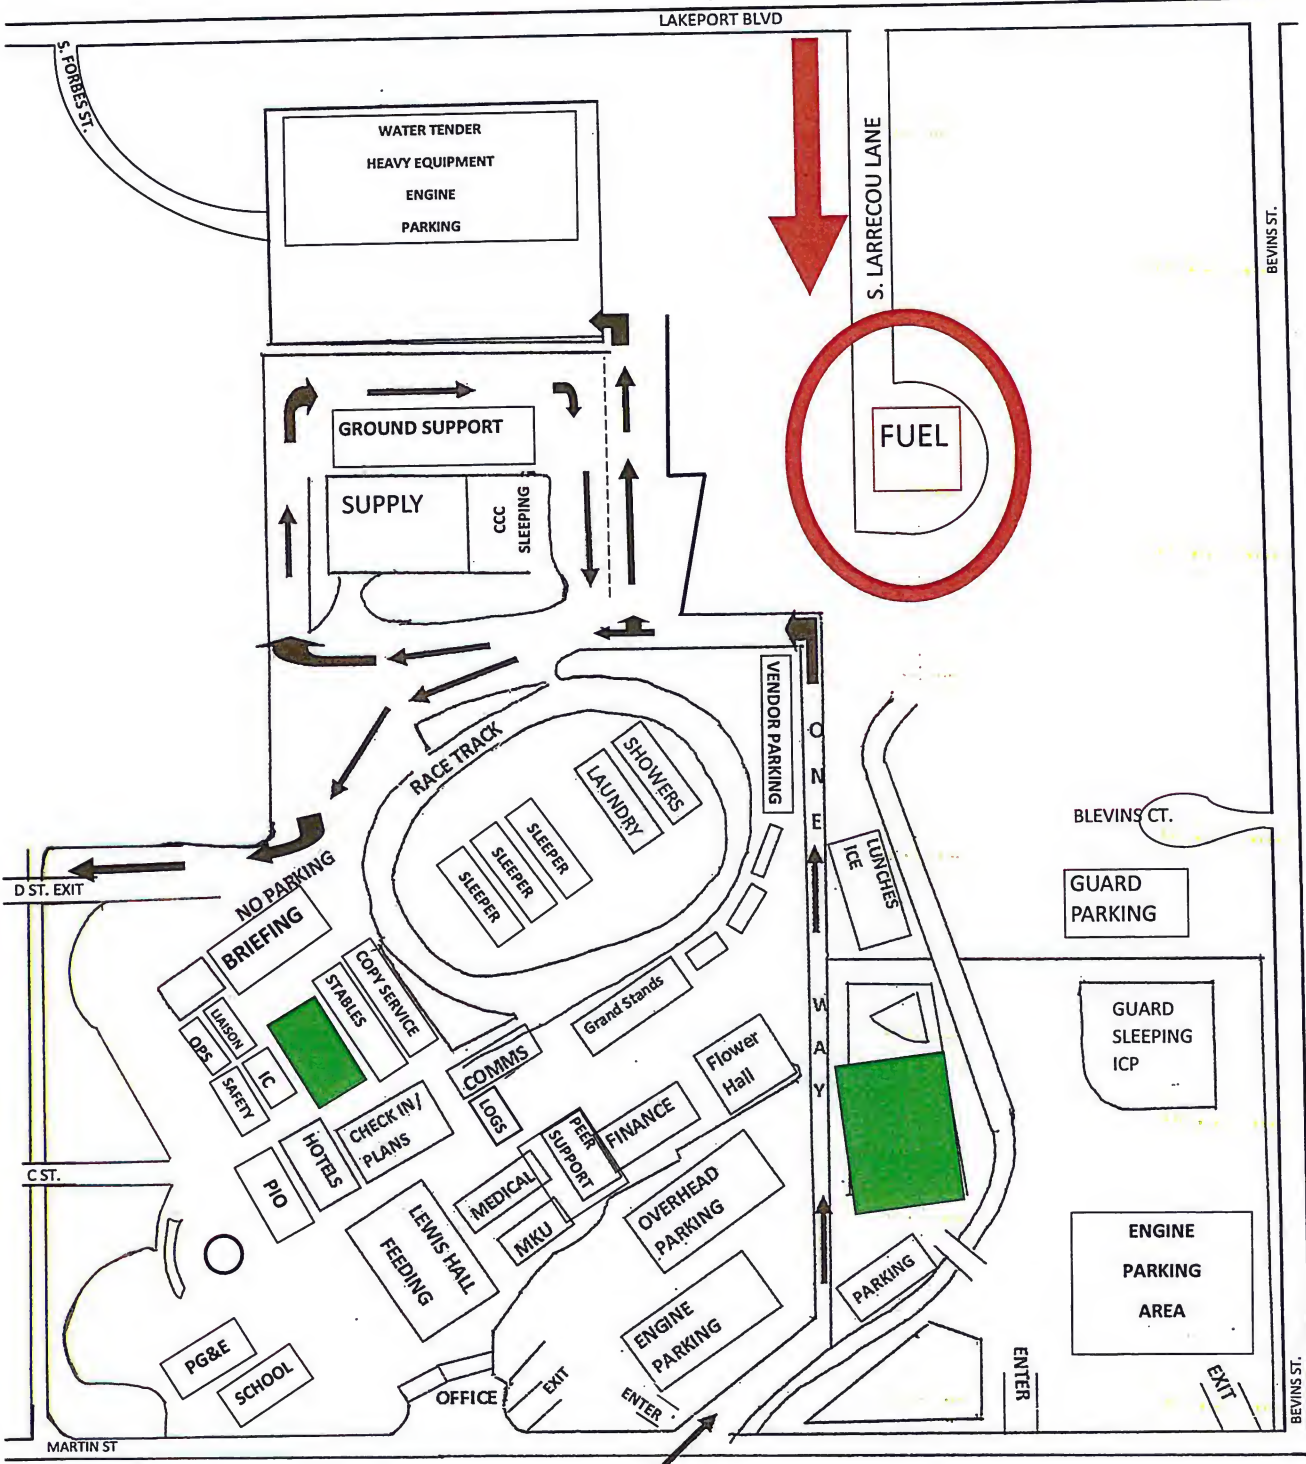 LAKEPORT BLVD
S. FORBES ST.
WATER TENDER
HEAVY EQUIPMENT
ENGINE
PARKING
S. LARRECOU LANE
BEVINS ST.
FUEL
GROUND SUPPORT
SUPPLY
CCC
SLEEPING
VENDOR PARKING
ONE WAY
RACE TRACK
SHOWERS
LAUNDRY
SLEEPER
SLEEPER
SLEEPER
LUNCHES
ICE
BLEVINS CT.
GUARD
PARKING
D ST. EXIT
NO PARKING
BRIEFING
COPY SERVICE
STABLES
Grand Stands
LIAISON
OPS
IC
SAFETY
COMMS
LOGS
Flower
Hall
GUARD
SLEEPING
ICP
CHECK IN/
PLANS
HOTELS
PIO
PEER
SUPPORT
FINANCE
MEDICAL
MKU
OVERHEAD
PARKING
C ST.
LEWIS HALL
FEEDING
PARKING
ENGINE
PARKING
AREA
ENGINE
PARKING
PG&E
SCHOOL
OFFICE
EXIT
ENTER
ENTER
EXIT
BEVINS ST.
MARTIN ST